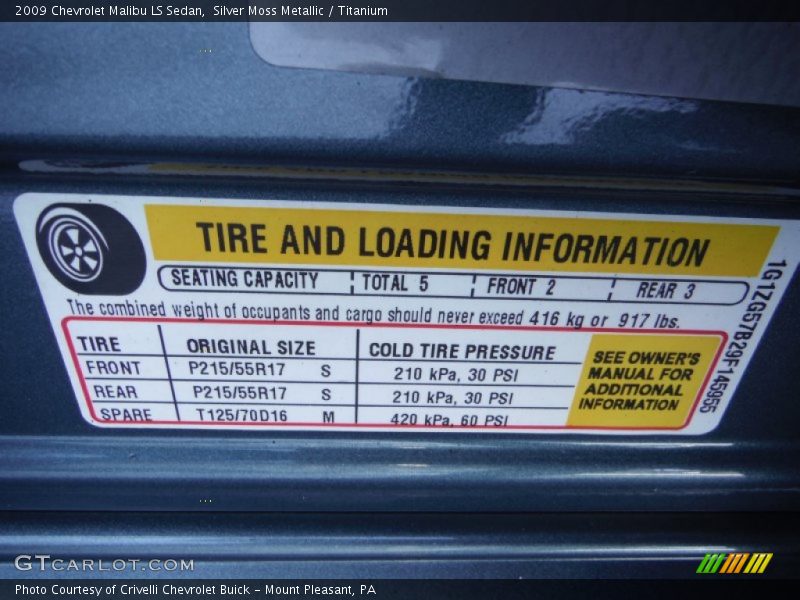 2009 Chevrolet Malibu LS Sedan,  Silver Moss Metallic / Titanium
TIRE AND LOADING INFORMATION
SEATING CAPACITY TOTAL 5 FRONT 2 REAR 3
The combined weight of occupants and cargo should never exceed 416 kg or 917 lbs.
TIRE ORIGINAL SIZE COLD TIRE PRESSURE
FRONT P215/55R17 S 210 kPa, 30 PSI
REAR P215/55R17 S 210 kPa, 30 PSI
SPARE T125/70D16 M 420 kPa, 60 PSI
SEE OWNER'S
MANUAL FOR
ADDITIONAL
INFORMATION
1G1ZG57B29F145955
GTCARLOT.COM
Photo Courtesy of Crivelli Chevrolet Buick - Mount Pleasant, PA